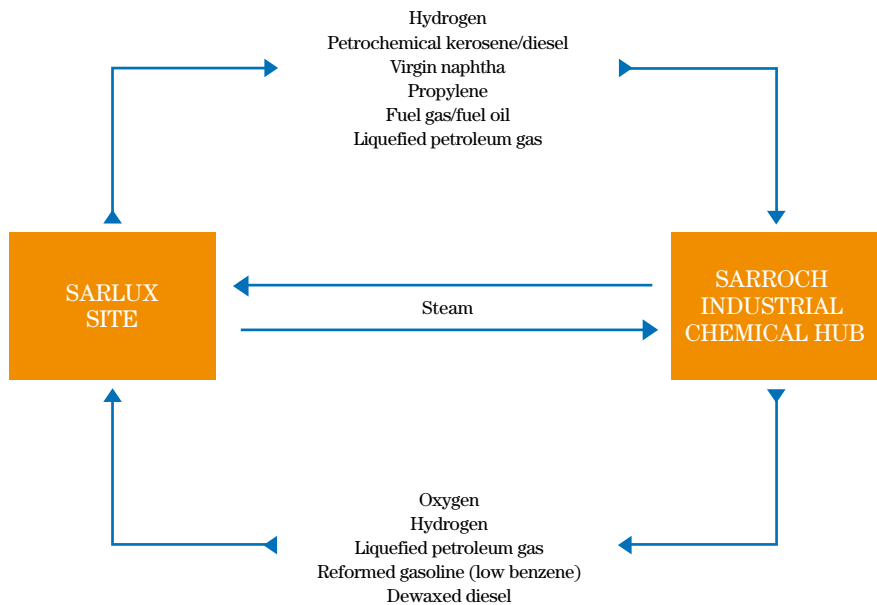 Hydrogen
Petrochemical kerosene/diesel
Virgin naphtha
Propylene
Fuel gas/fuel oil
Liquefied petroleum gas
SARLUX
SITE
Steam
SARROCH
INDUSTRIAL
CHEMICAL HUB
Oxygen
Hydrogen
Liquefied petroleum gas
Reformed gasoline (low benzene)
Dewaxed diesel